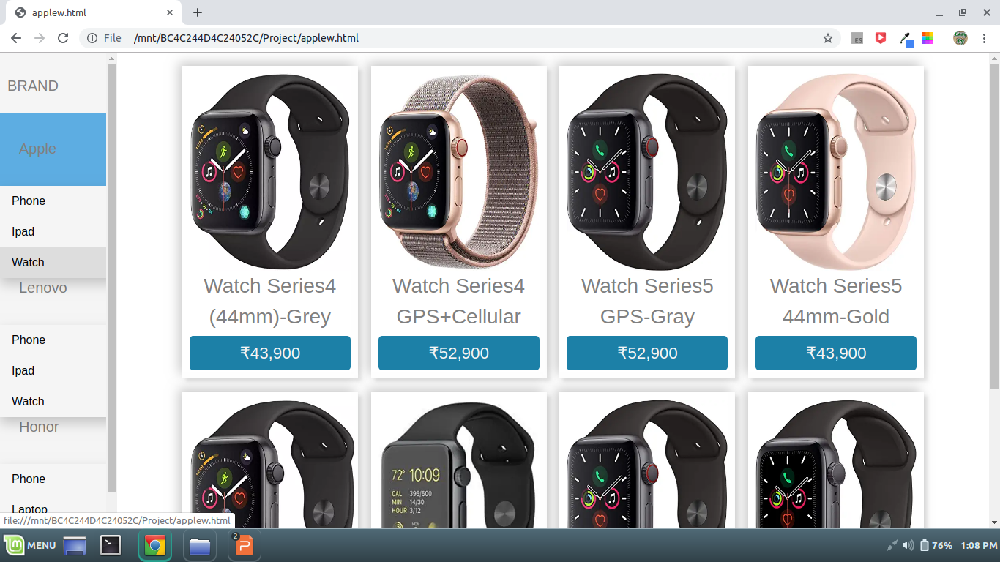 applew.html
File
/mnt/BC4C244D4C24052C/Project/applew.html
ES
BRAND
Apple
Phone
Ipad
Watch
Lenovo
Phone
Ipad
Watch
Honor
Phone
Laptop
Watch Series4
(44mm)-Grey
₹43,900
Watch Series4
GPS+Cellular
₹52,900
Watch Series5
GPS-Gray
₹52,900
Watch Series5
44mm-Gold
₹43,900
72° 10:09
CAL 396/600
MIN 14/30
HOUR 3/12
file:///mnt/BC4C244D4C24052C/Project/applew.html
MENU
2
76%
1:08 PM